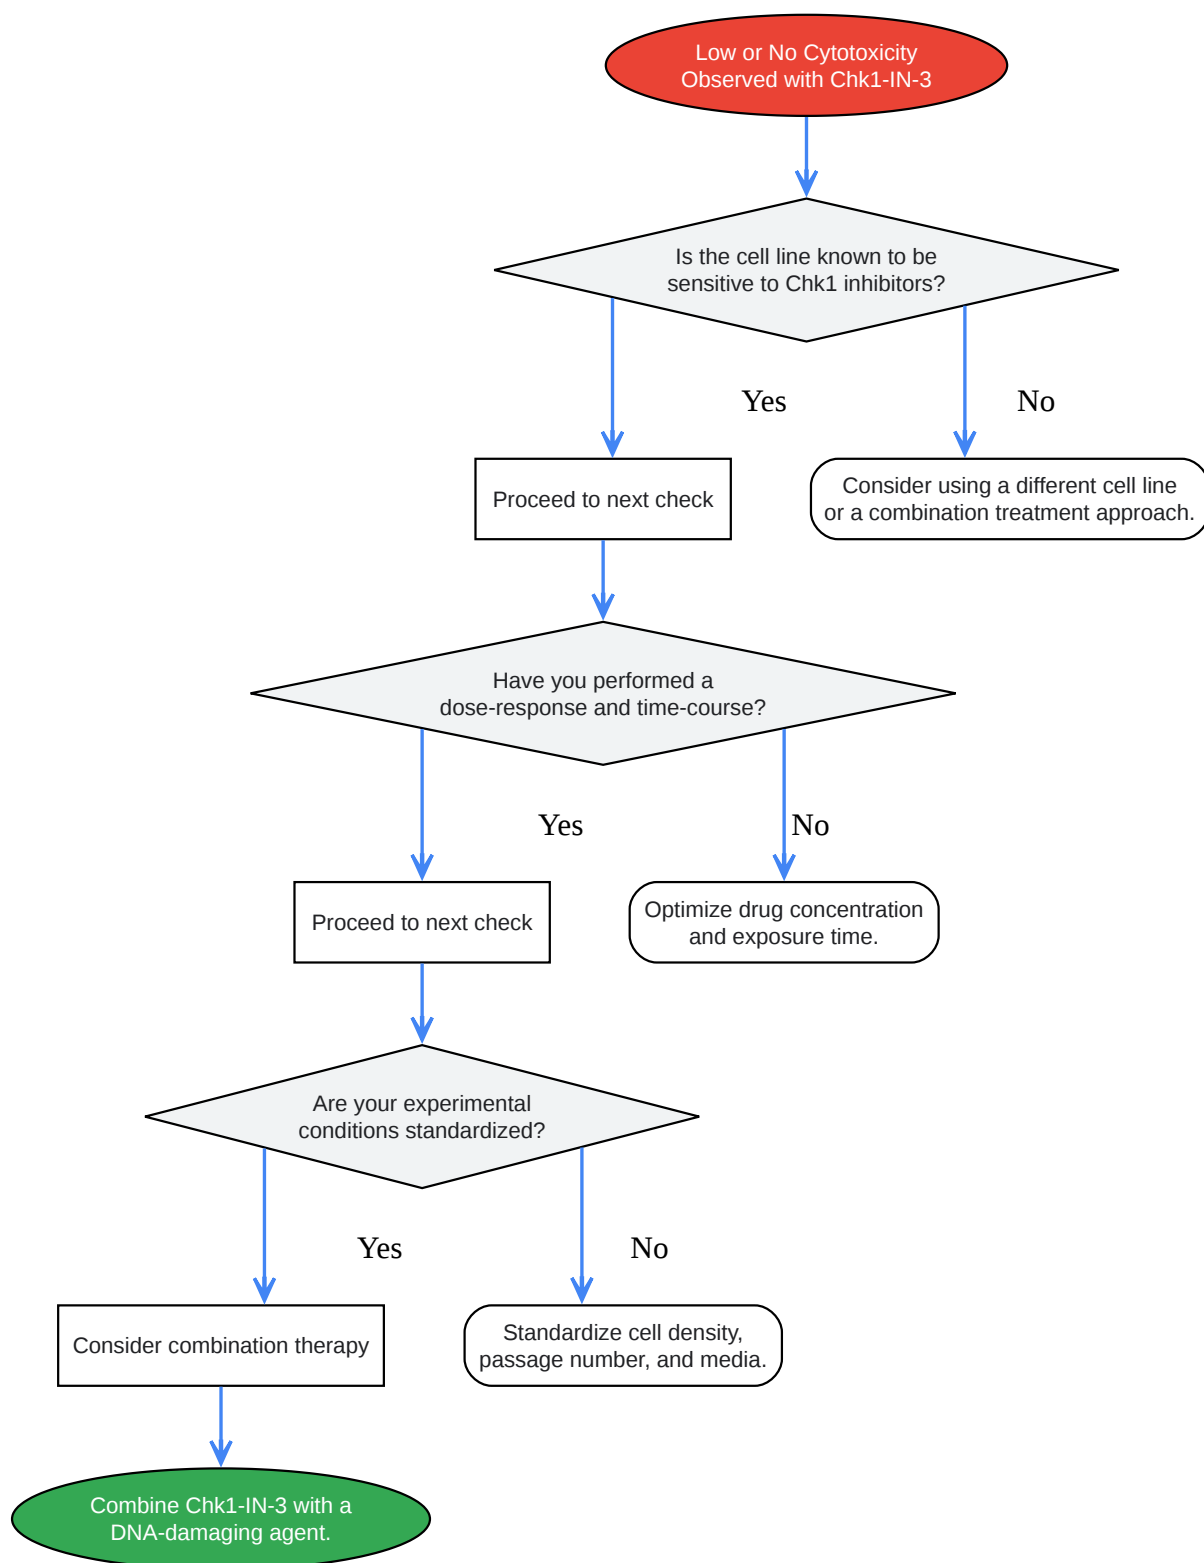 Low or No Cytotoxicity
Observed with Chk1-IN-3
Is the cell line known to be
sensitive to Chk1 inhibitors?
Yes
No
Proceed to next check
Consider using a different cell line
or a combination treatment approach.
Have you performed a
dose-response and time-course?
Yes
No
Proceed to next check
Optimize drug concentration
and exposure time.
Are your experimental
conditions standardized?
Yes
No
Consider combination therapy
Standardize cell density,
passage number, and media.
Combine Chk1-IN-3 with a
DNA-damaging agent.